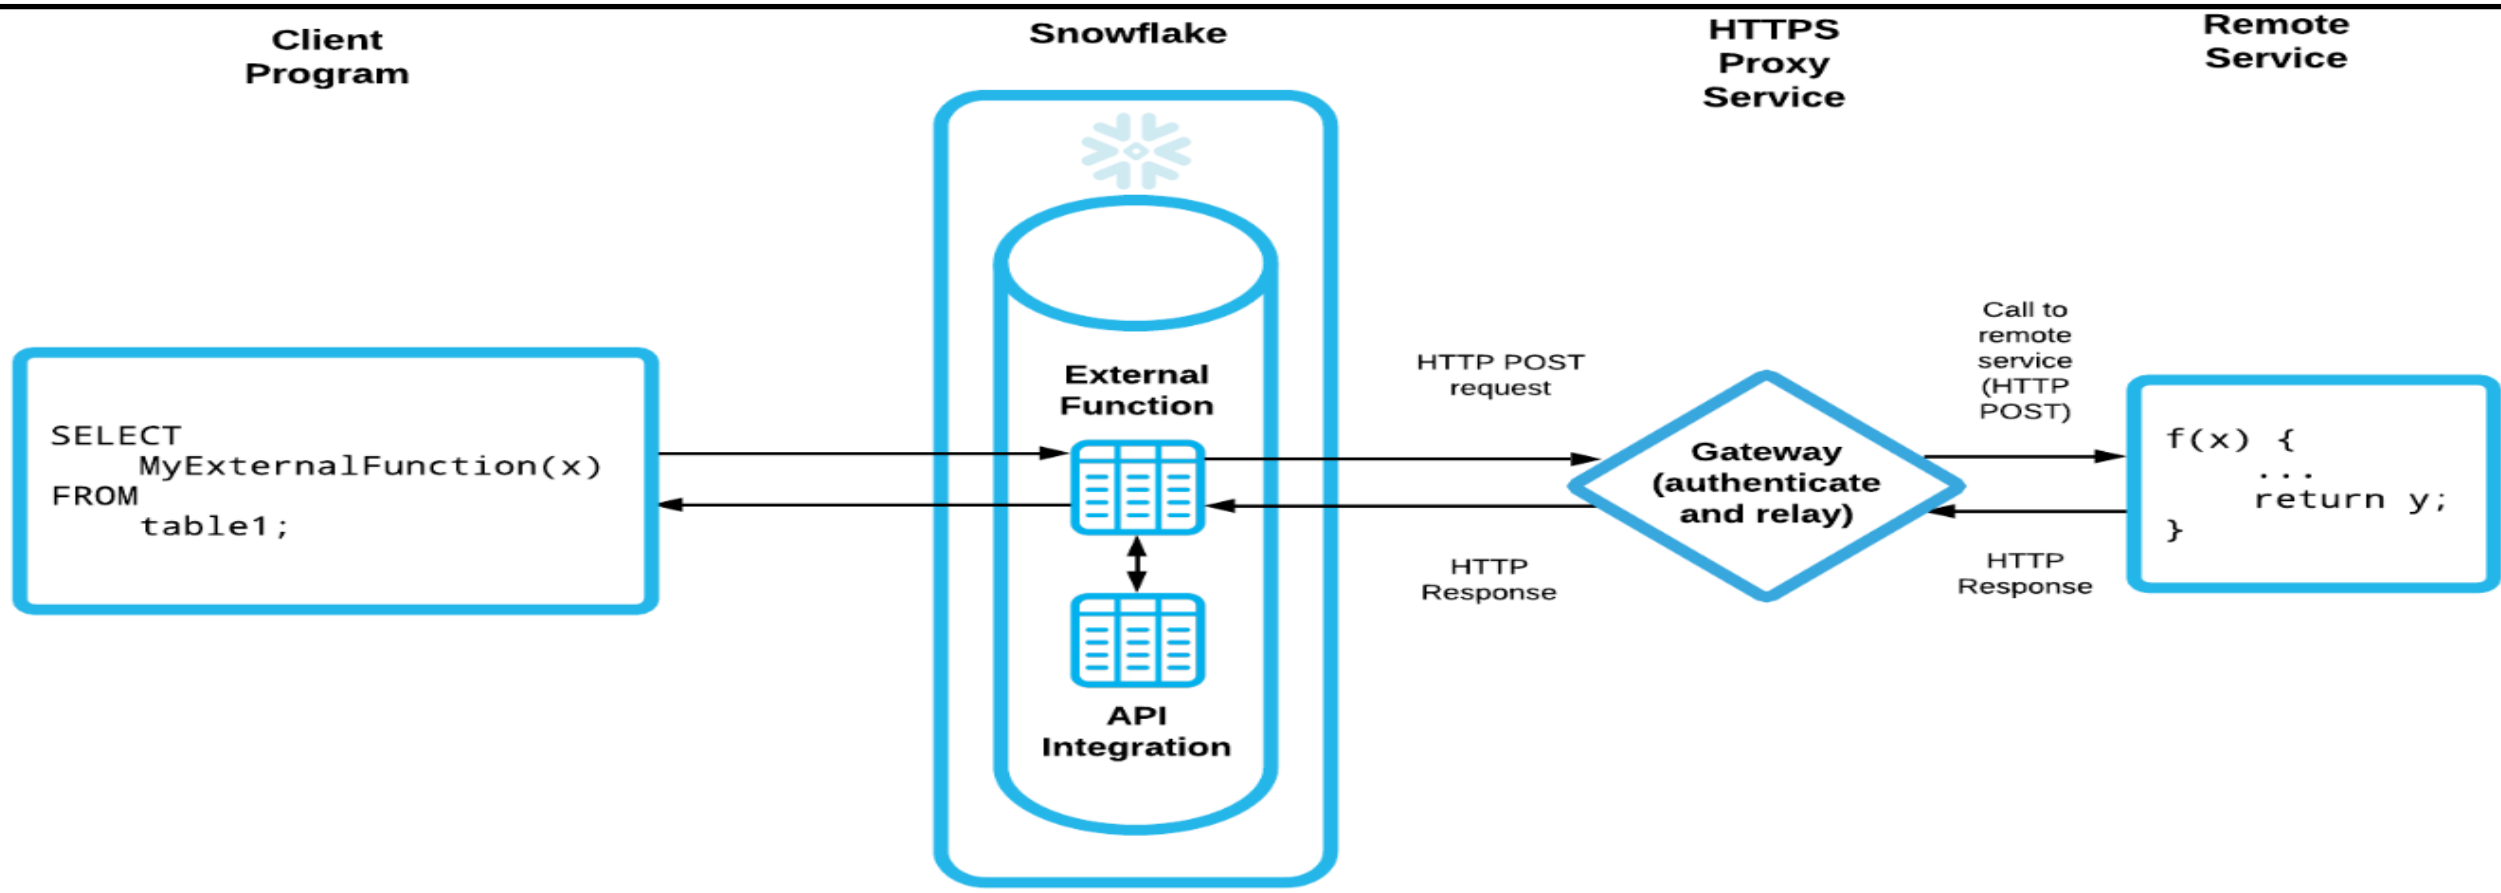 Client
Program
Snowflake
HTTPS
Proxy
Service
Remote
Service
SELECT
    MyExternalFunction(x)
FROM
    table1;
External
Function
API
Integration
HTTP POST
request
HTTP
Response
Gateway
(authenticate
and relay)
Call to
remote
service
(HTTP
POST)
HTTP
Response
f(x) {
    ...
    return y;
}